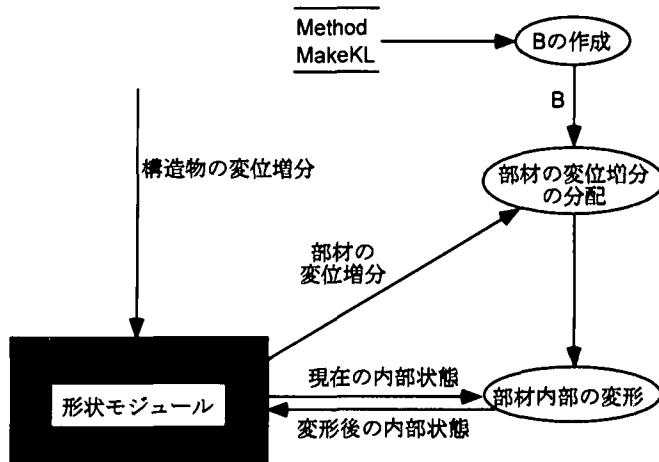 Method
MakeKL
Bの作成
B
構造物の変位増分
部材の変位増分
の分配
部材の
変位増分
現在の内部状態
形状モジュール
部材内部の変形
変形後の内部状態